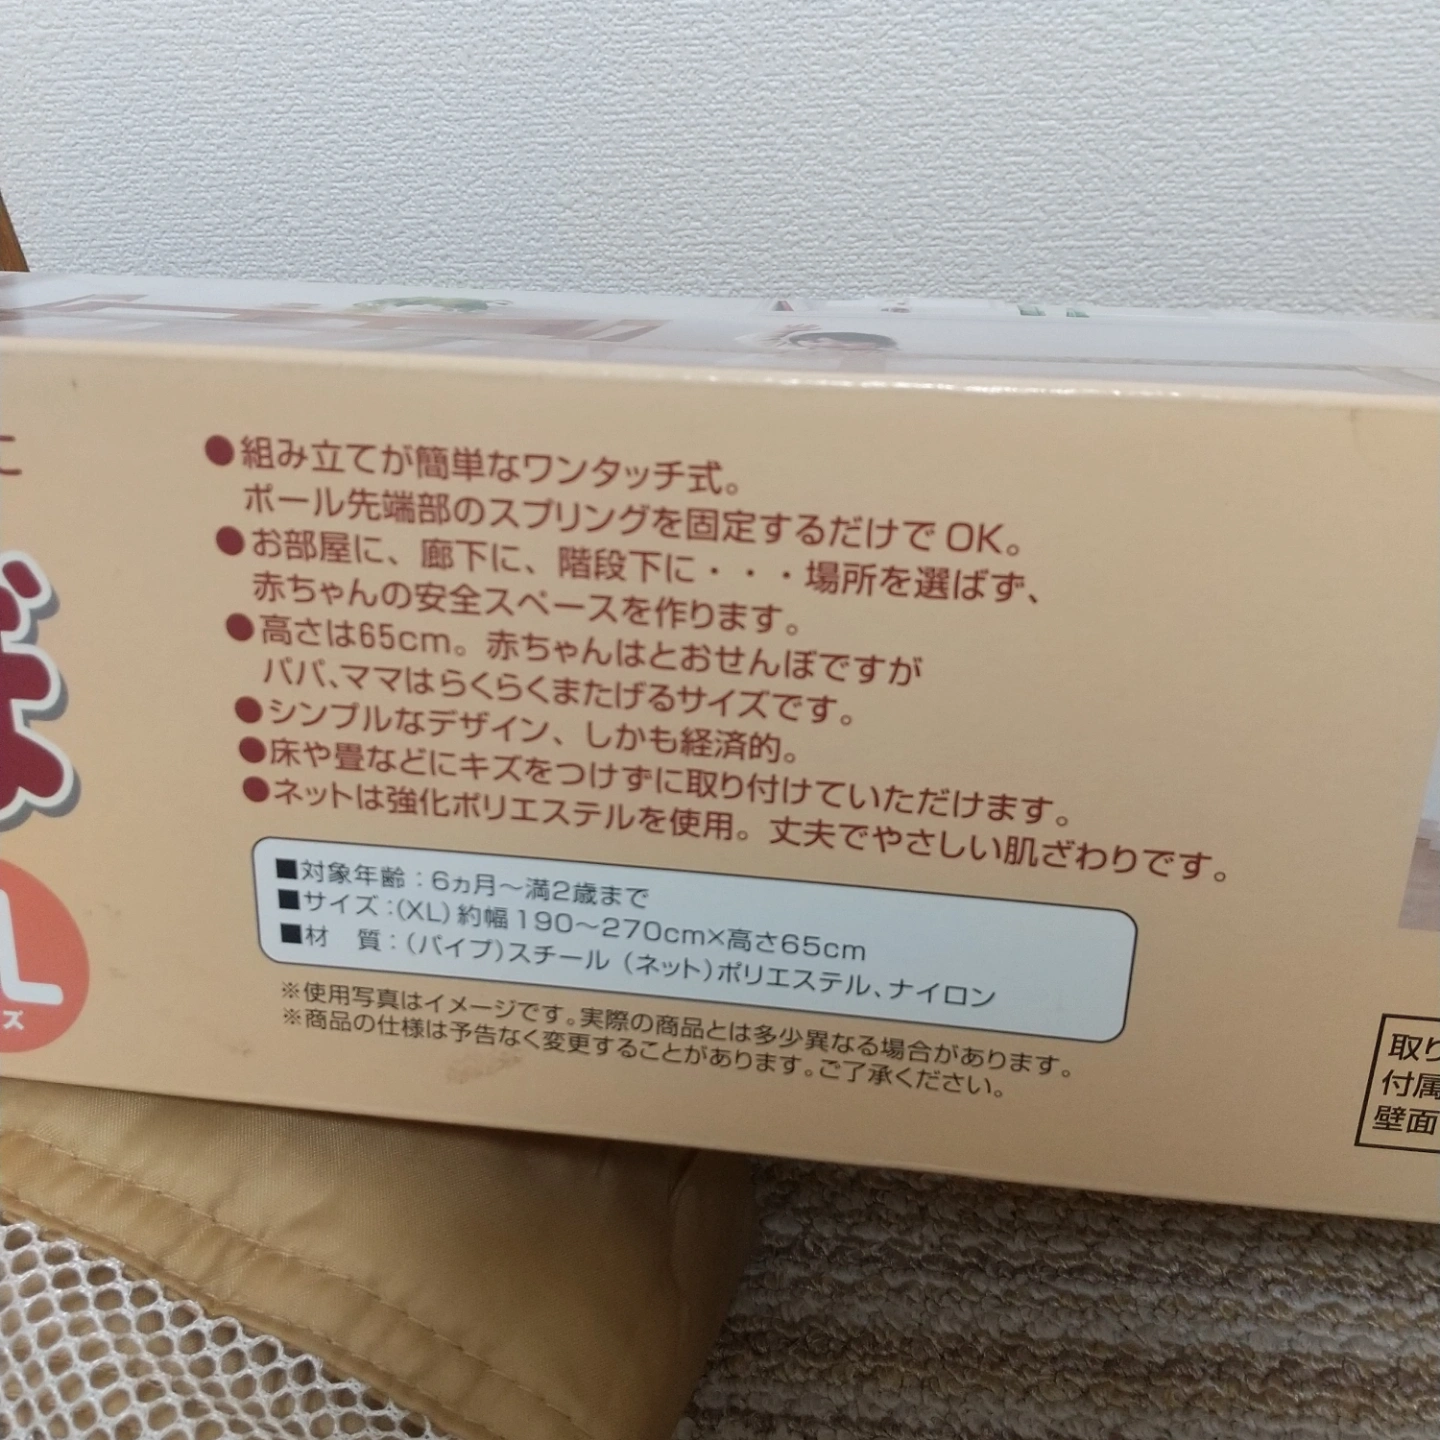 に
ば
●組み立てが簡単なワンタッチ式。
ポール先端部のスプリングを固定するだけでOK。
●お部屋に、廊下に、階段下に・・・場所を選ばず、
赤ちゃんの安全スペースを作ります。
●高さは65cm。赤ちゃんはとおせんぼですが
パパ、ママはらくらくまたげるサイズです。
●シンプルなデザイン、しかも経済的。
●床や畳などにキズをつけずに取り付けていただけます。
●ネットは強化ポリエステルを使用。丈夫でやさしい肌ざわりです。
■対象年齢：6ヵ月〜満2歳まで
■サイズ：(XL)約幅190〜270cm×高さ65cm
■材　質：(パイプ)スチール (ネット)ポリエステル、ナイロン
※使用写真はイメージです。実際の商品とは多少異なる場合があります。
※商品の仕様は予告なく変更することがあります。ご了承ください。
L
ズ
取り
付属
壁面